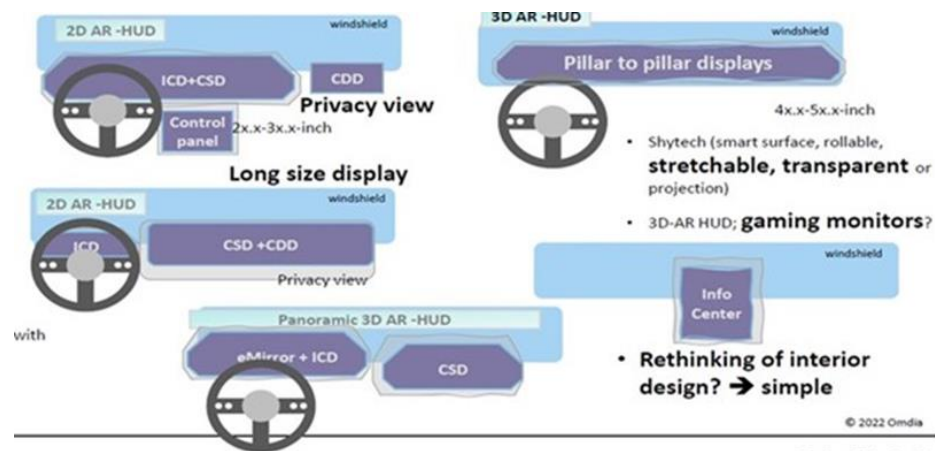 2D AR -HUD
windshield
ICD+CSD
CDD
Privacy view
Control
panel
2x.x-3x.x-inch
Long size display
2D AR -HUD
windshield
ICD
CSD +CDD
Privacy view
with
Panoramic 3D AR -HUD
eMirror + ICD
CSD
3D AR -HUD
windshield
Pillar to pillar displays
4x.x-5x.x-inch
• Shytech (smart surface, rollable,
stretchable, transparent or
projection)
• 3D-AR HUD; gaming monitors?
windshield
Info
Center
• Rethinking of interior
design? ➔ simple
© 2022 Omdia